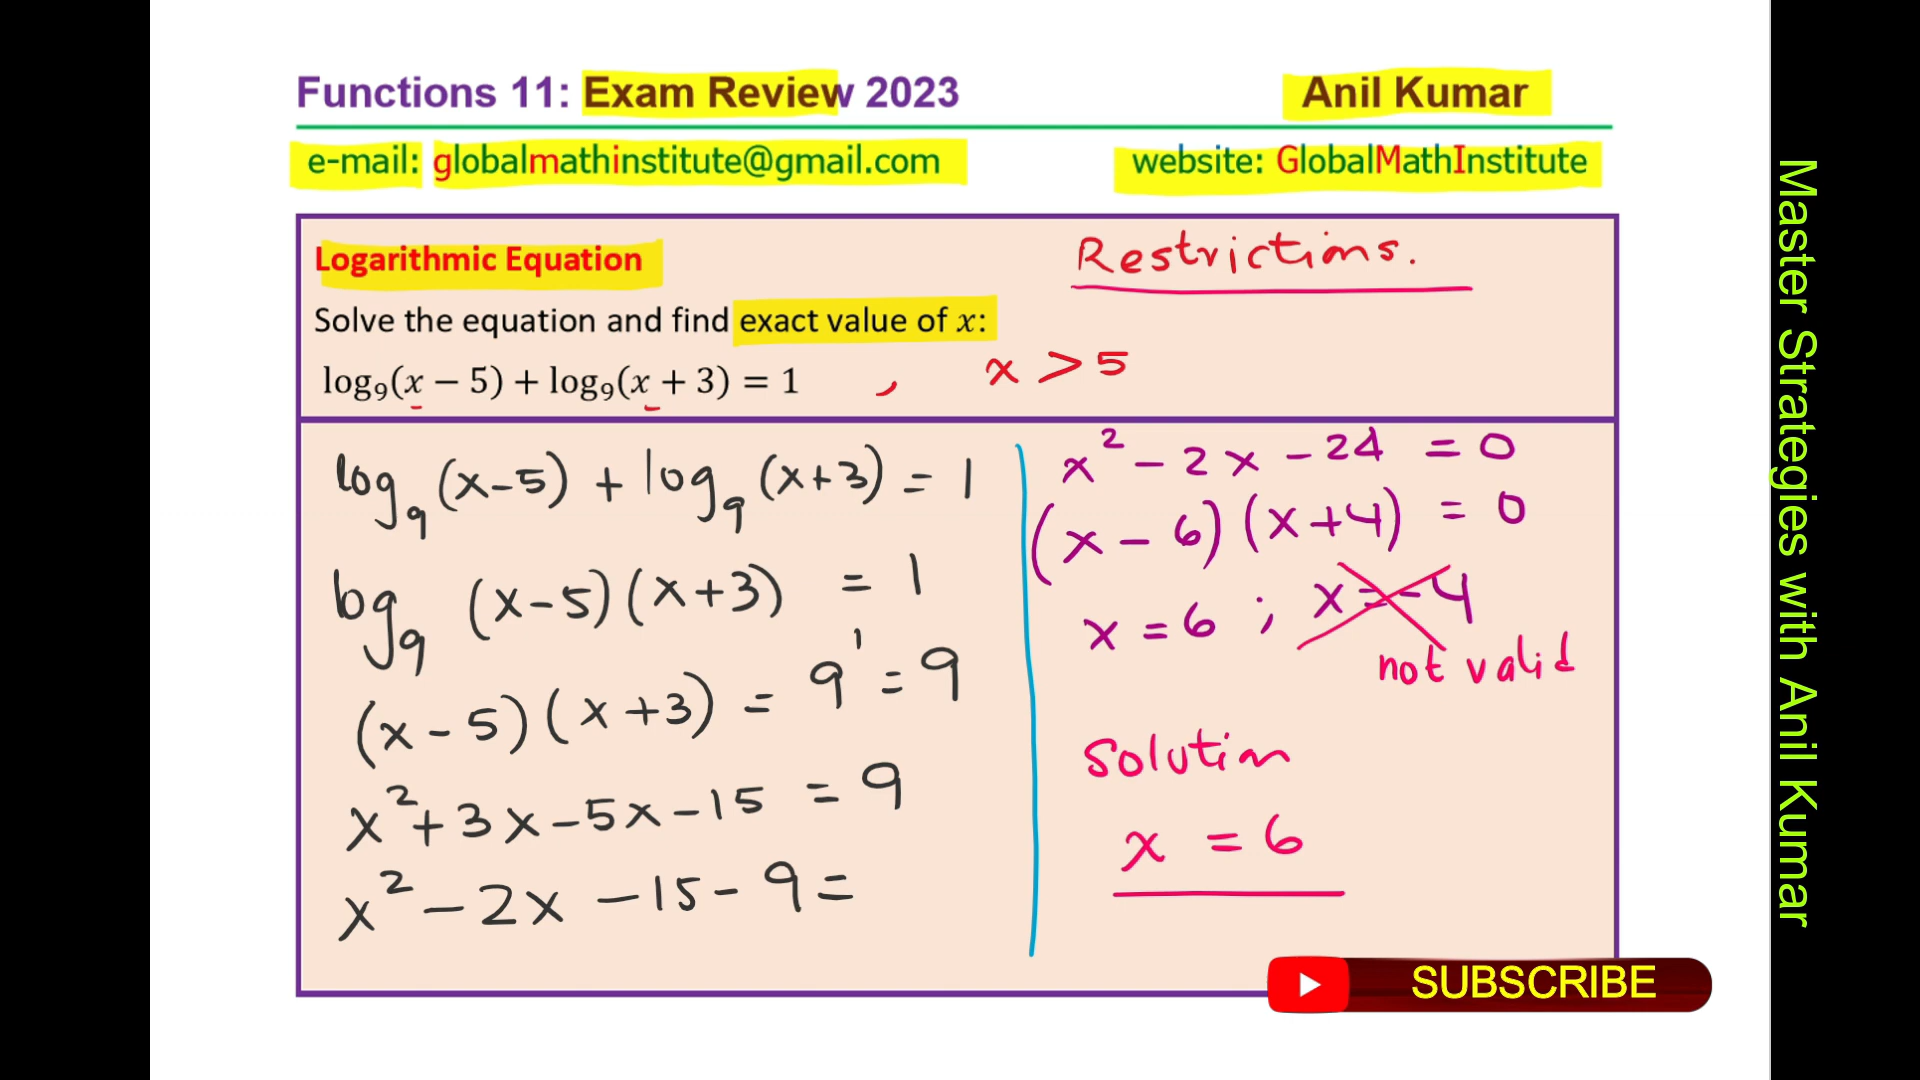 Functions 11: Exam Review 2023
Anil Kumar
e-mail: globalmathinstitute@gmail.com
website: GlobalMathInstitute
Logarithmic Equation
Restrictions.
Solve the equation and find exact value of x:
log₉(x − 5) + log₉(x + 3) = 1 , x > 5
log₉ (x-5) + log₉ (x+3) = 1
log₉ (x-5)(x+3) = 1
(x-5)(x+3) = 9¹ = 9
x² + 3x - 5x - 15 = 9
x² - 2x - 15 - 9 =
x² - 2x - 24 = 0
(x - 6)(x+4) = 0
x = 6 ; x = -4
not valid
Solution
x = 6
SUBSCRIBE
Master Strategies with Anil Kumar